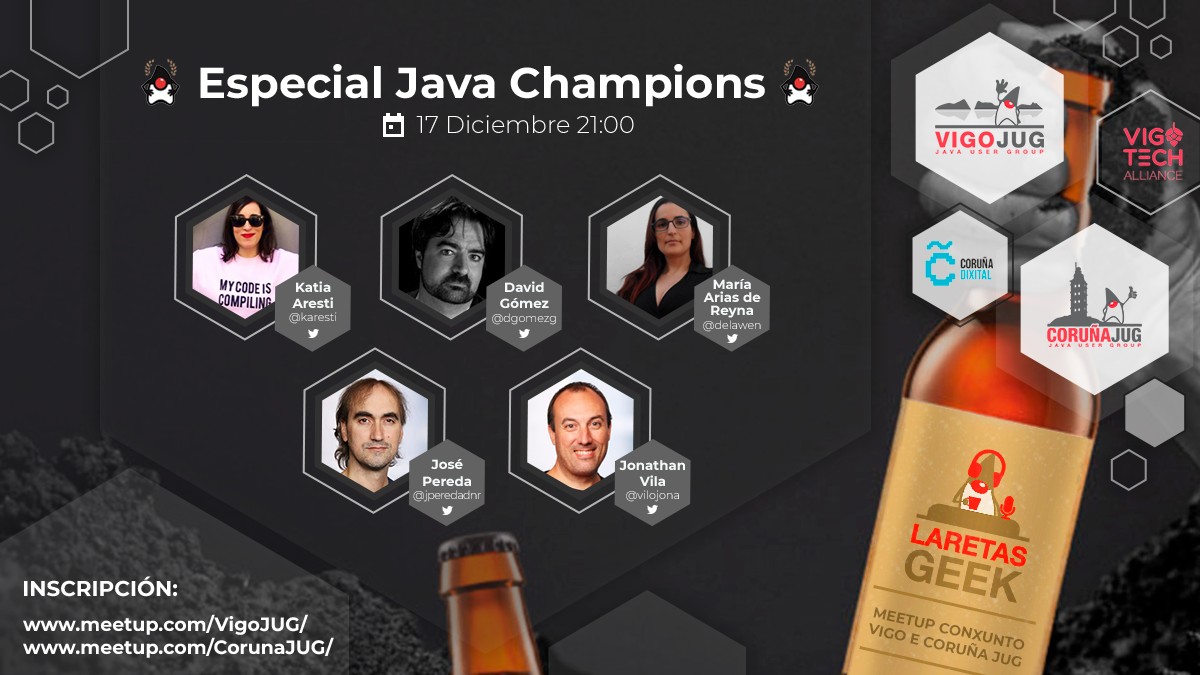 Especial Java Champions
17 Diciembre 21:00
VIGOJUG
JAVA USER GROUP
VIGO
TECH
ALLIANCE
CORUÑA
DIXITAL
CORUÑAJUG
JAVA USER GROUP
MY CODE IS
COMPILING
Katia
Aresti
@karesti
David
Gómez
@dgomezg
María
Arias de
Reyna
@delawen
José
Pereda
@jperedadnr
Jonathan
Vila
@vilojona
LARETAS
GEEK
MEETUP CONXUNTO
VIGO E CORUÑA JUG
INSCRIPCIÓN:
www.meetup.com/VigoJUG/
www.meetup.com/CorunaJUG/